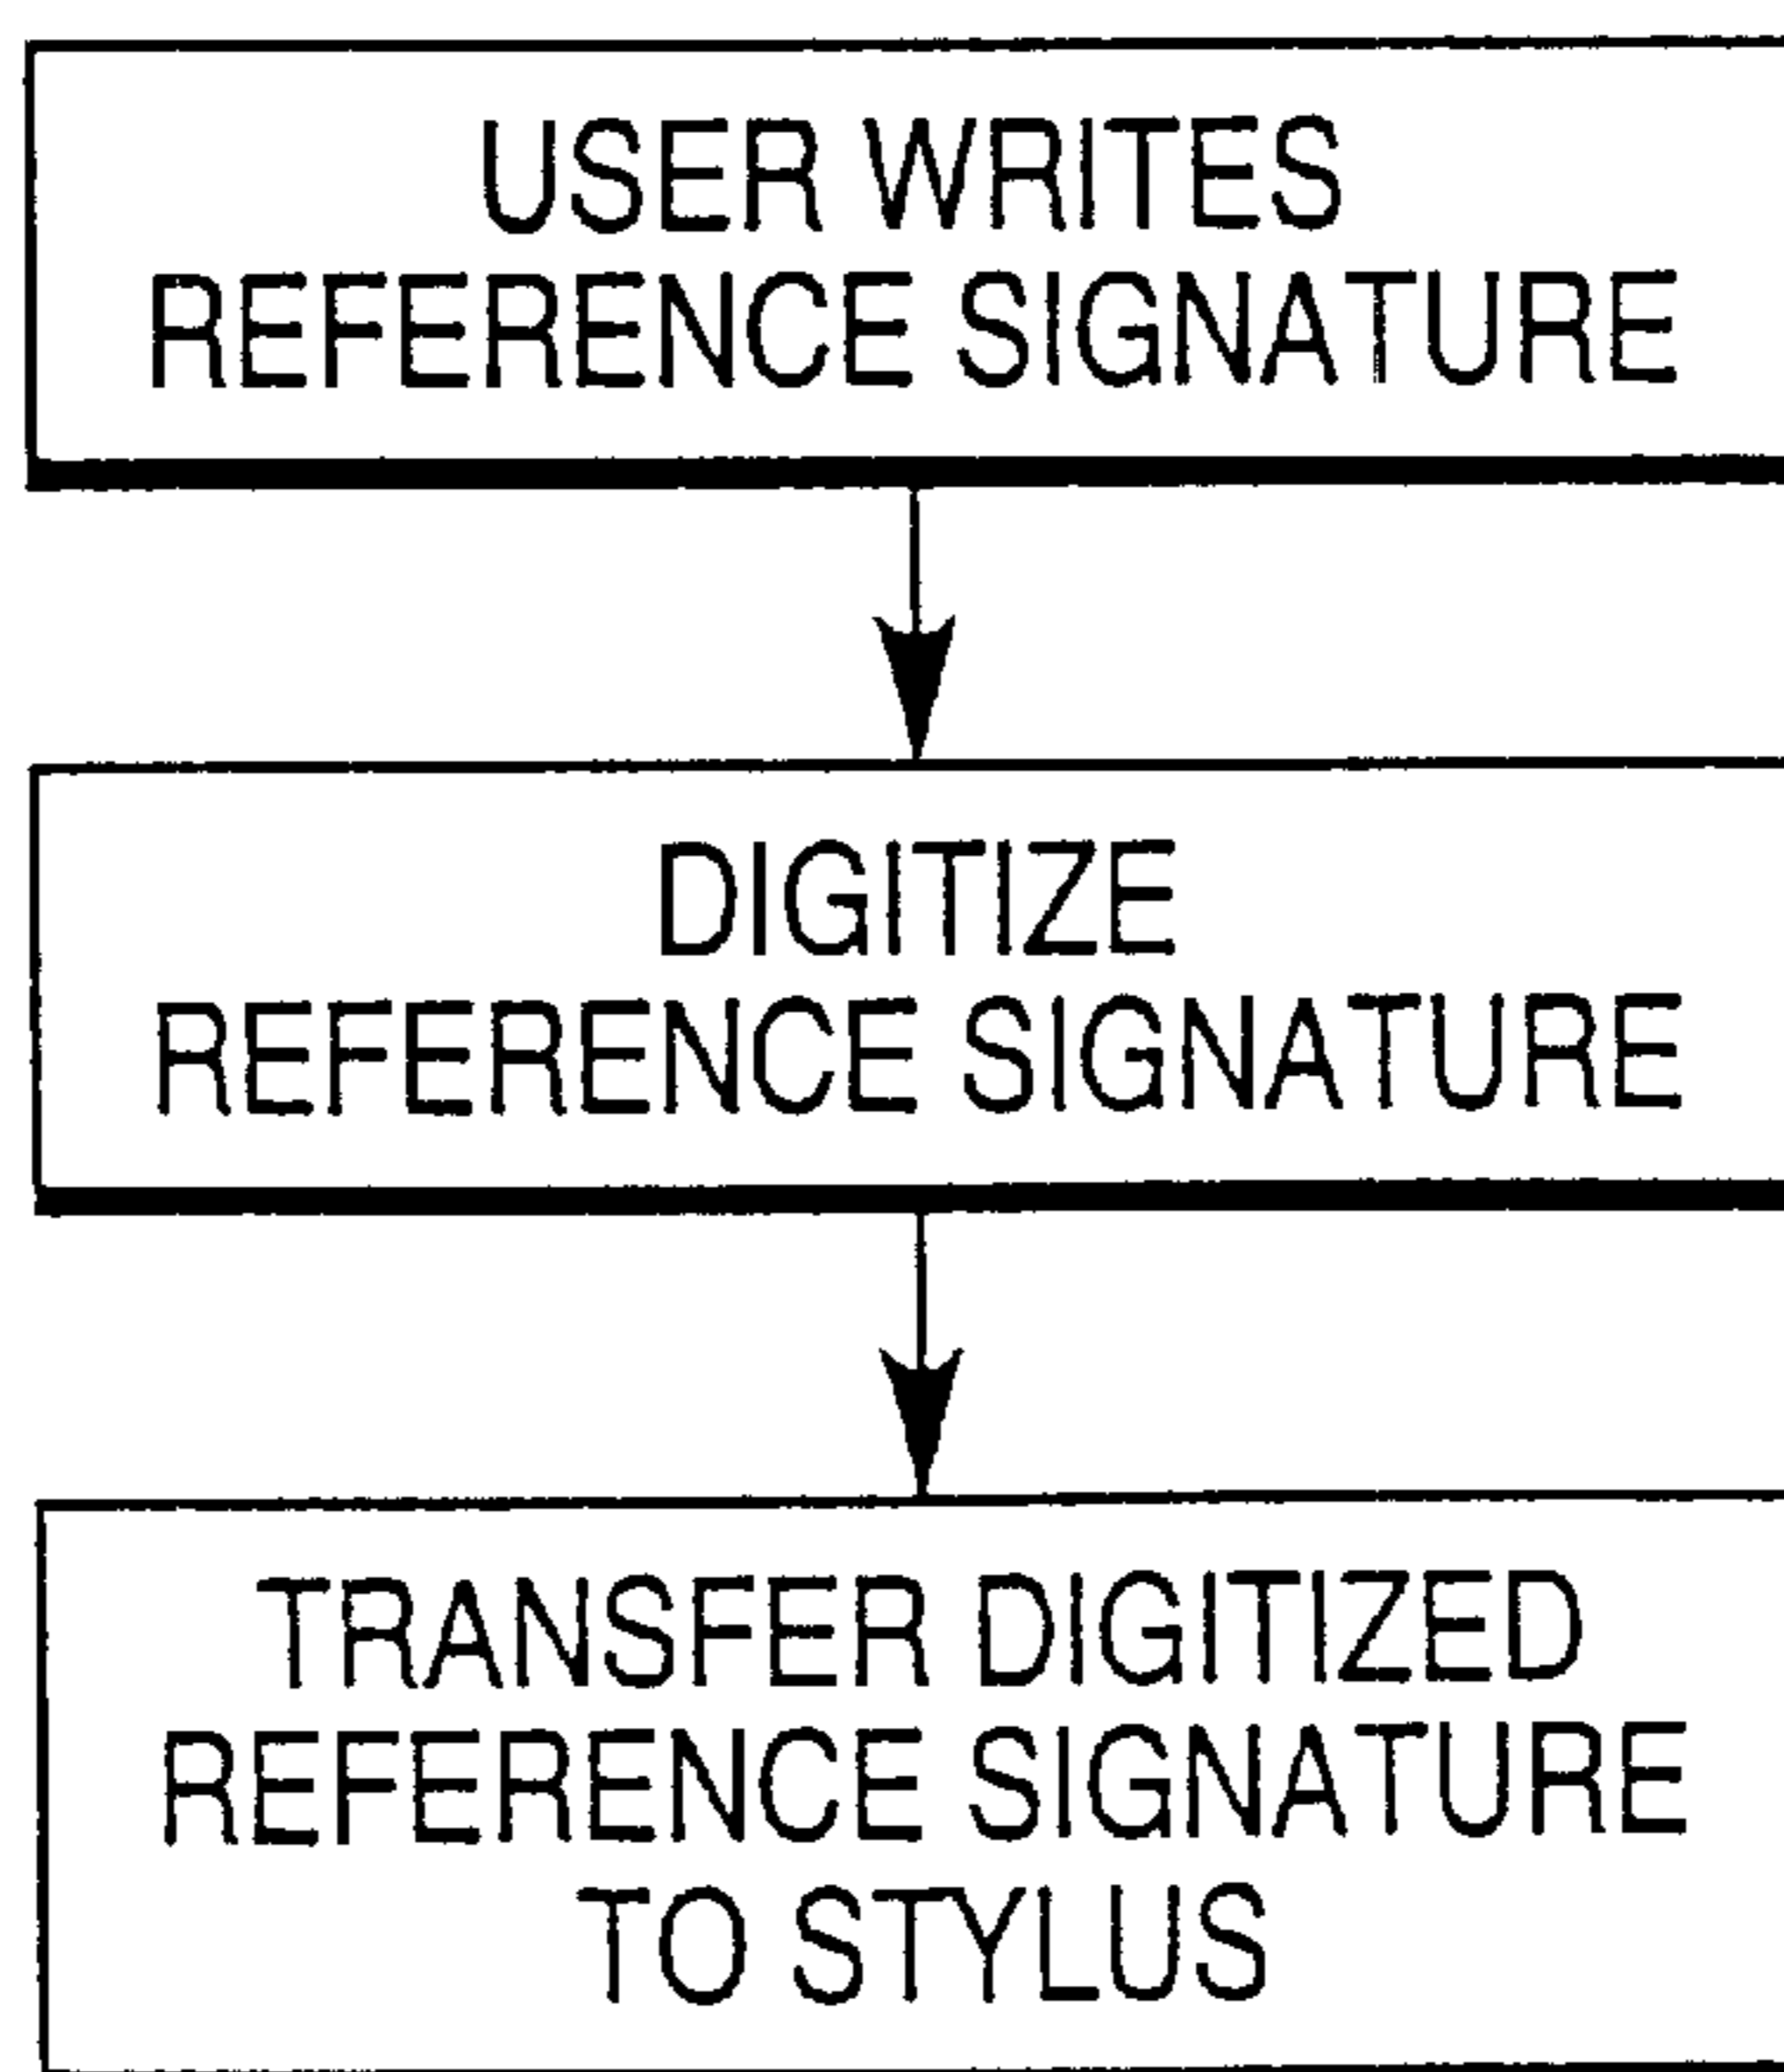 USER WRITES
REFERENCE SIGNATURE
DIGITIZE
REFERENCE SIGNATURE
TRANSFER DIGITIZED
REFERENCE SIGNATURE
TO STYLUS